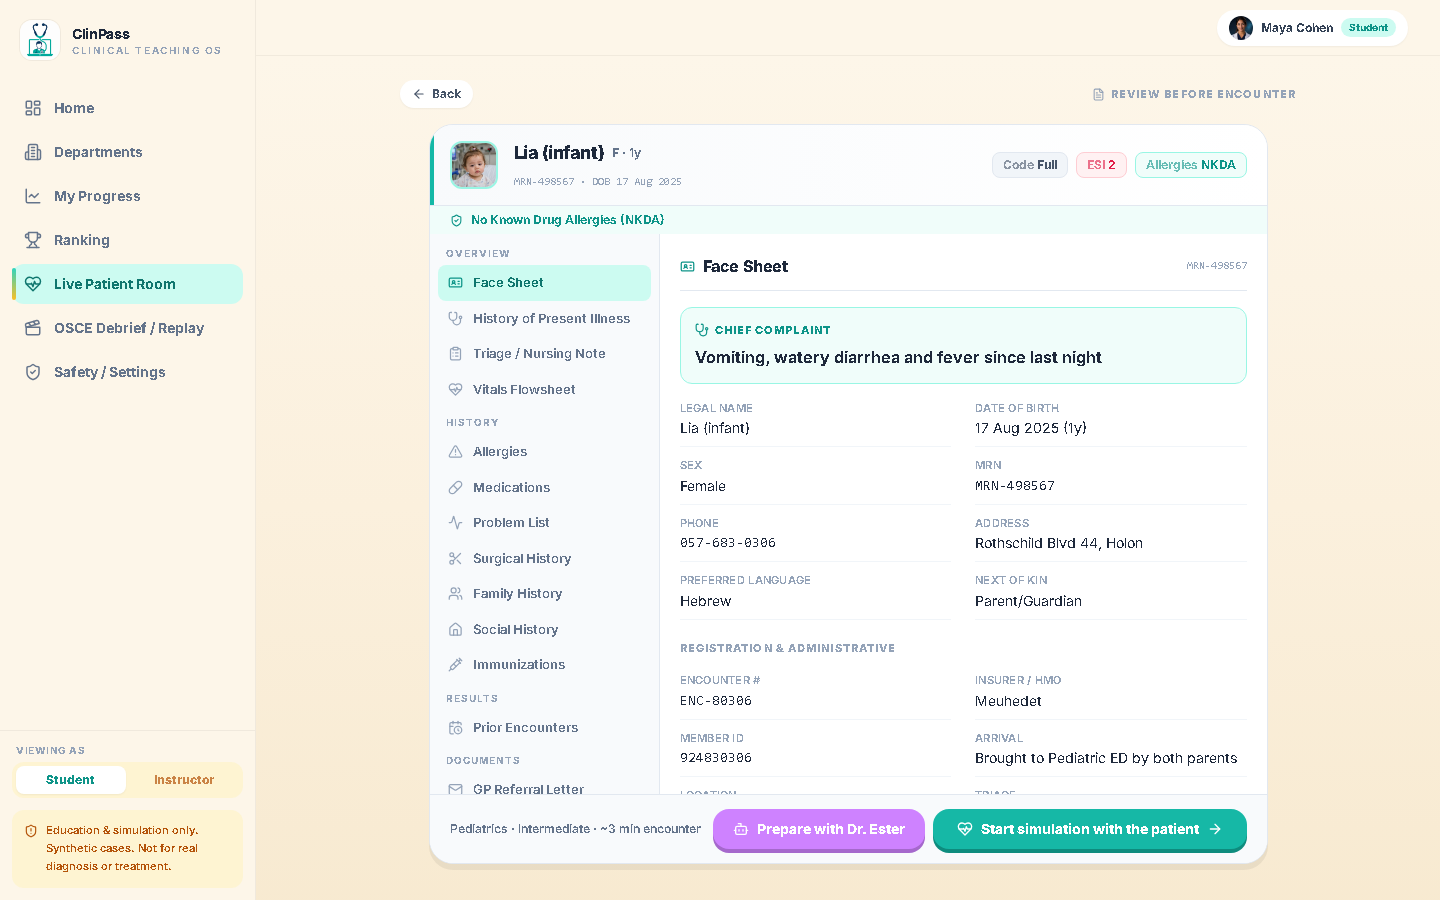 ClinPass
CLINICAL TEACHING OS
Home
Departments
My Progress
Ranking
Live Patient Room
OSCE Debrief / Replay
Safety / Settings
VIEWING AS
Student
Instructor
Education & simulation only.
Synthetic cases. Not for real
diagnosis or treatment.
Maya Cohen Student
Back
REVIEW BEFORE ENCOUNTER
Lia (infant) F · 1y
MRN-498567 · DOB 17 Aug 2025
Code Full
ESI 2
Allergies NKDA
No Known Drug Allergies (NKDA)
OVERVIEW
Face Sheet
History of Present Illness
Triage / Nursing Note
Vitals Flowsheet
HISTORY
Allergies
Medications
Problem List
Surgical History
Family History
Social History
Immunizations
RESULTS
Prior Encounters
DOCUMENTS
GP Referral Letter
Face Sheet
MRN-498567
CHIEF COMPLAINT
Vomiting, watery diarrhea and fever since last night
LEGAL NAME
Lia (infant)
DATE OF BIRTH
17 Aug 2025 (1y)
SEX
Female
MRN
MRN-498567
PHONE
057-683-0306
ADDRESS
Rothschild Blvd 44, Holon
PREFERRED LANGUAGE
Hebrew
NEXT OF KIN
Parent/Guardian
REGISTRATION & ADMINISTRATIVE
ENCOUNTER #
ENC-80306
INSURER / HMO
Meuhedet
MEMBER ID
924830306
ARRIVAL
Brought to Pediatric ED by both parents
LOCATION
TRIAGE
Pediatrics · Intermediate · ~3 min encounter
Prepare with Dr. Ester
Start simulation with the patient